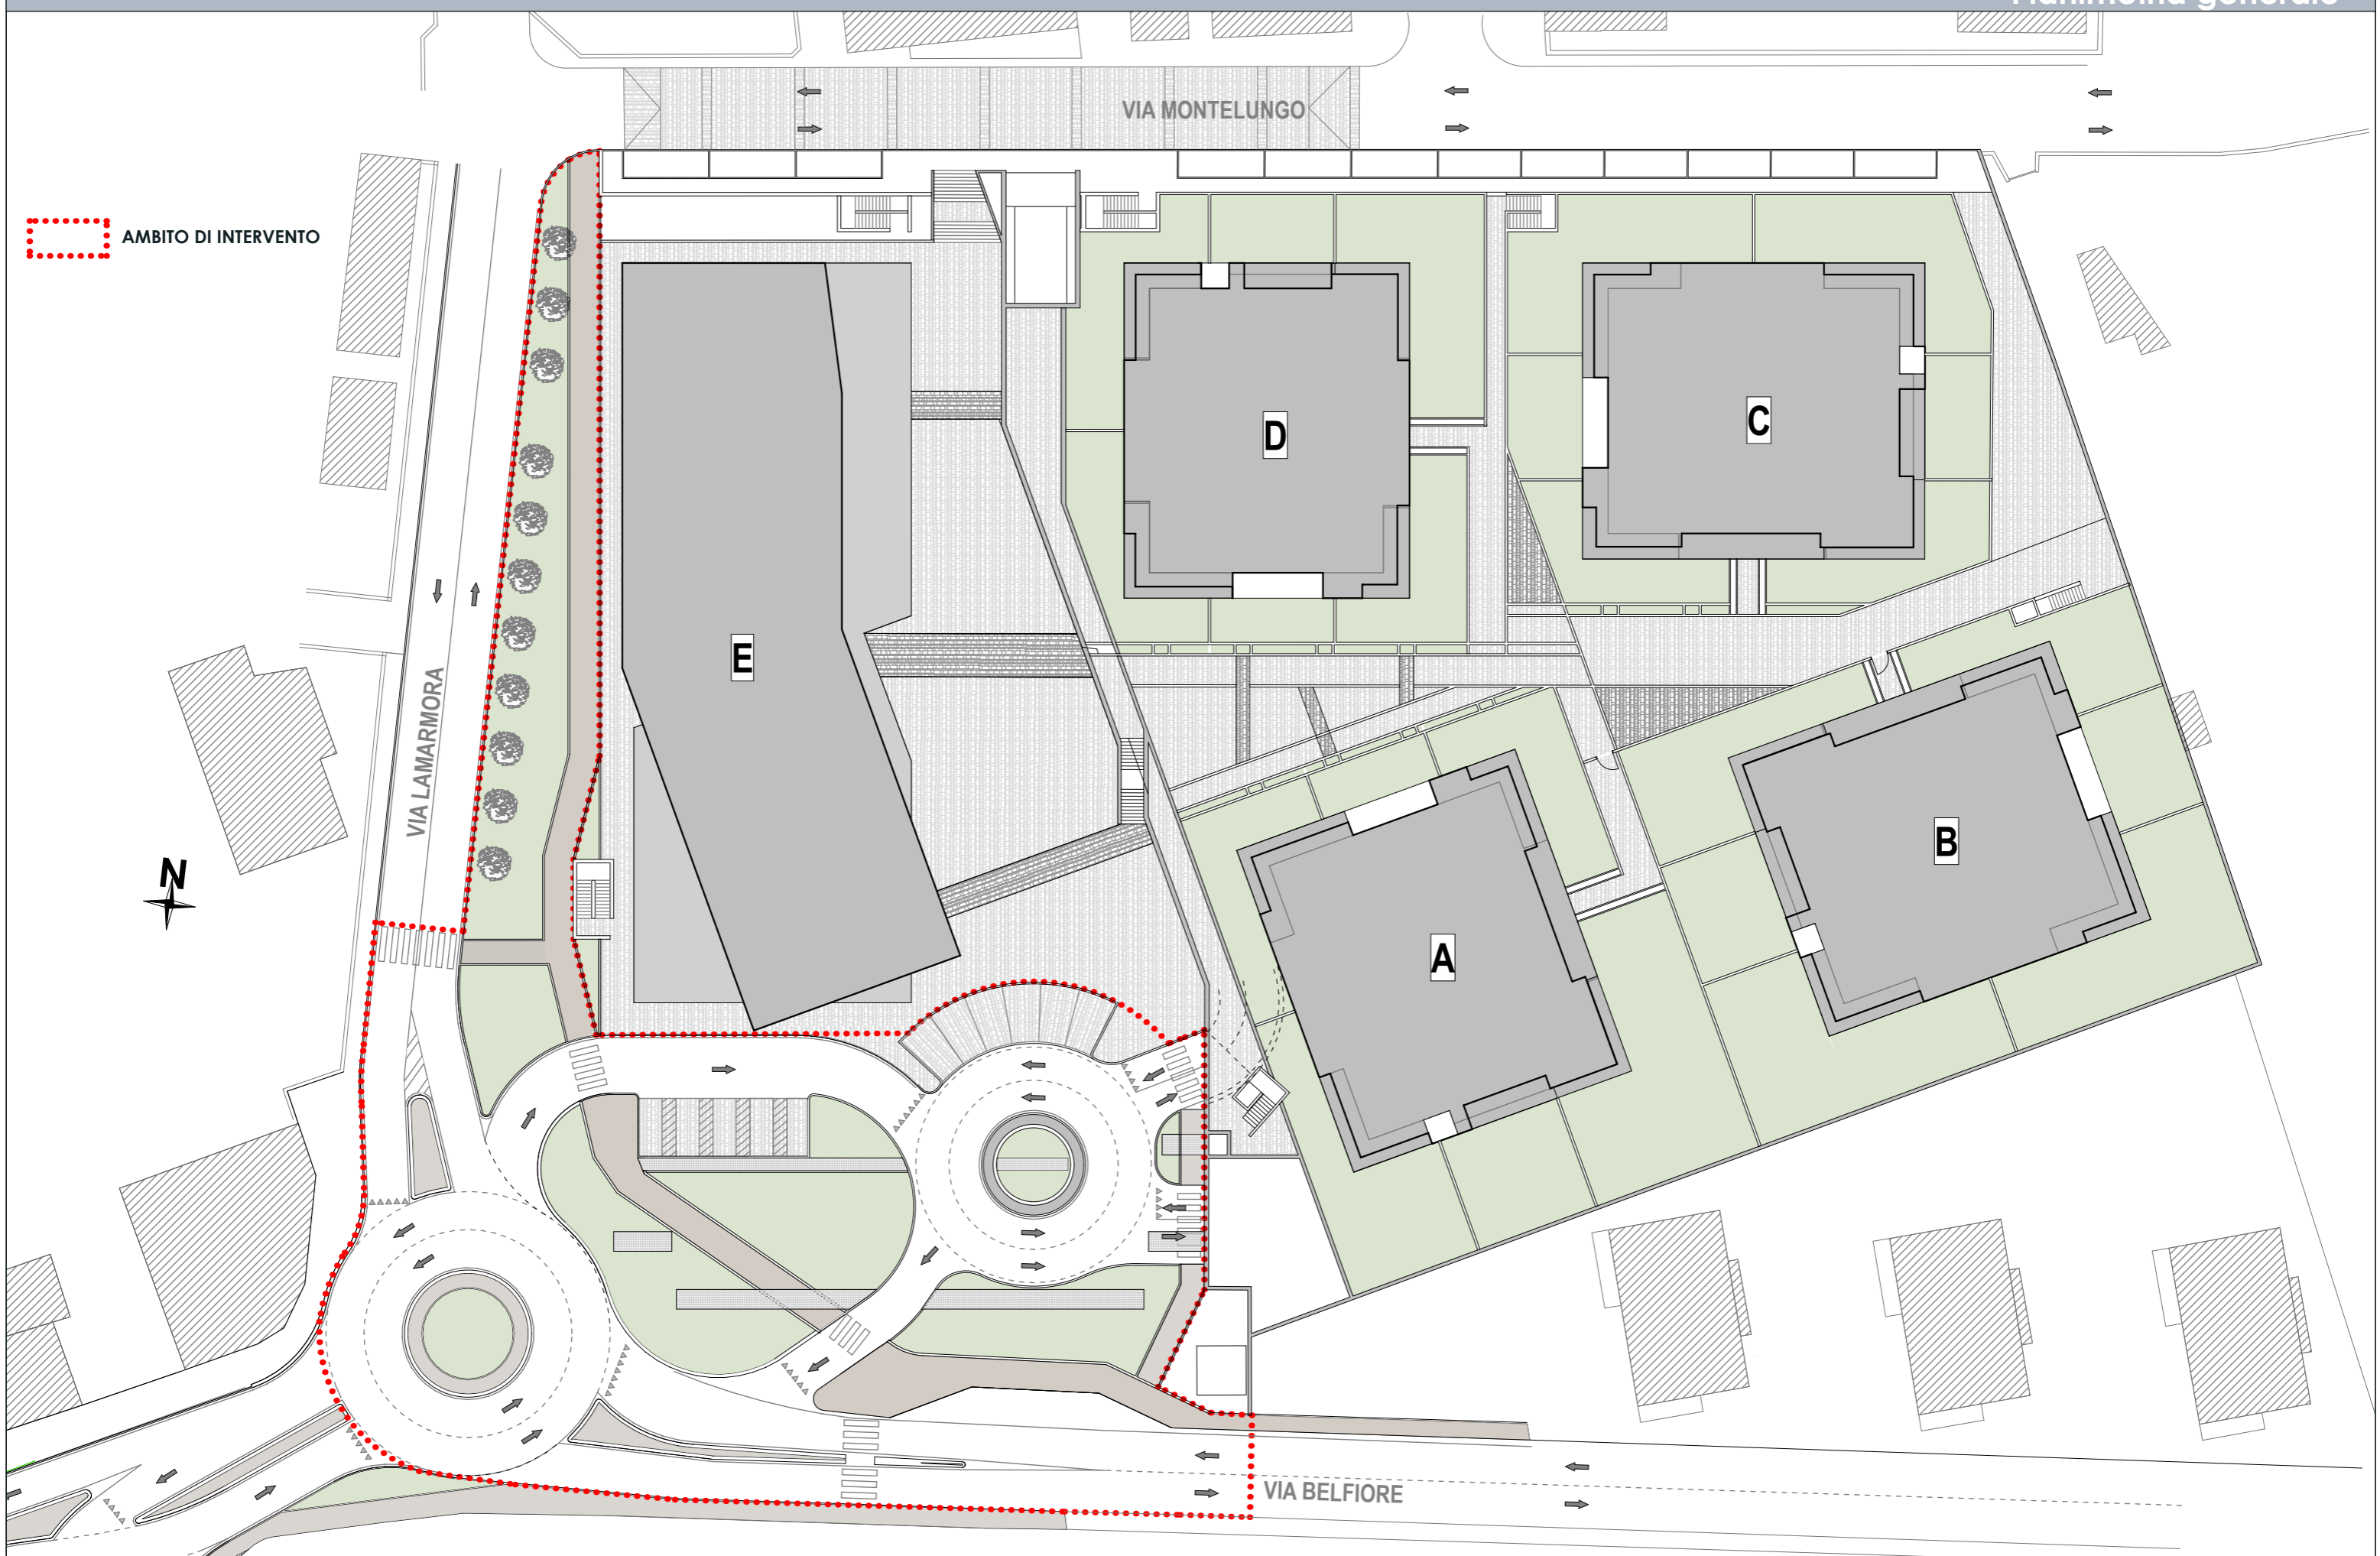 VIA MONTELUNGO
AMBITO DI INTERVENTO
D
C
E
VIA LAMARMORA
B
N
A
VIA BELFIORE